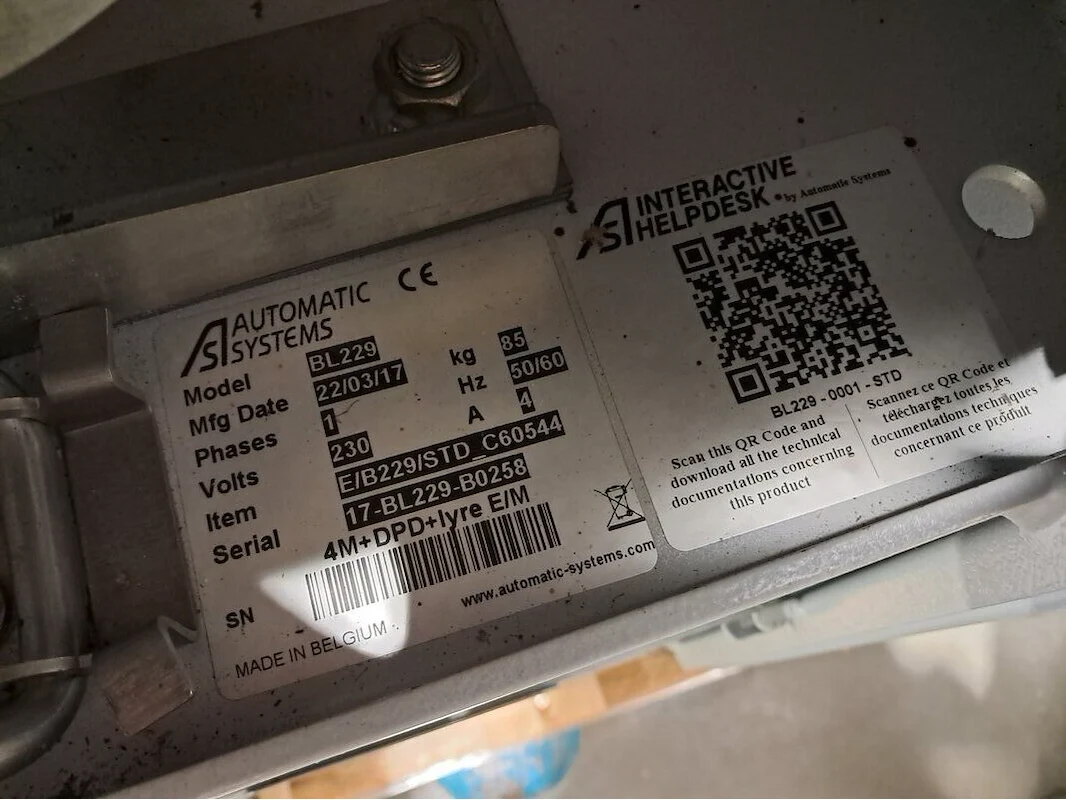 AUTOMATIC SYSTEMS CE
Model BL229 kg 85
Mfg Date 22/03/17 Hz 50/60
Phases 1 A 4
Volts 230
Item E/B229/STD_C60544
Serial 17-BL229-B0258
4M+DPD+lyre E/M
SN
www.automatic-systems.com
MADE IN BELGIUM
INTERACTIVE
HELPDESK by Automatic Systems
BL229-0001-STD
Scan this QR Code and
download all the technical
documentations concerning
this product
Scannez ce QR Code et
téléchargez toutes les
documentations techniques
concernant ce produit